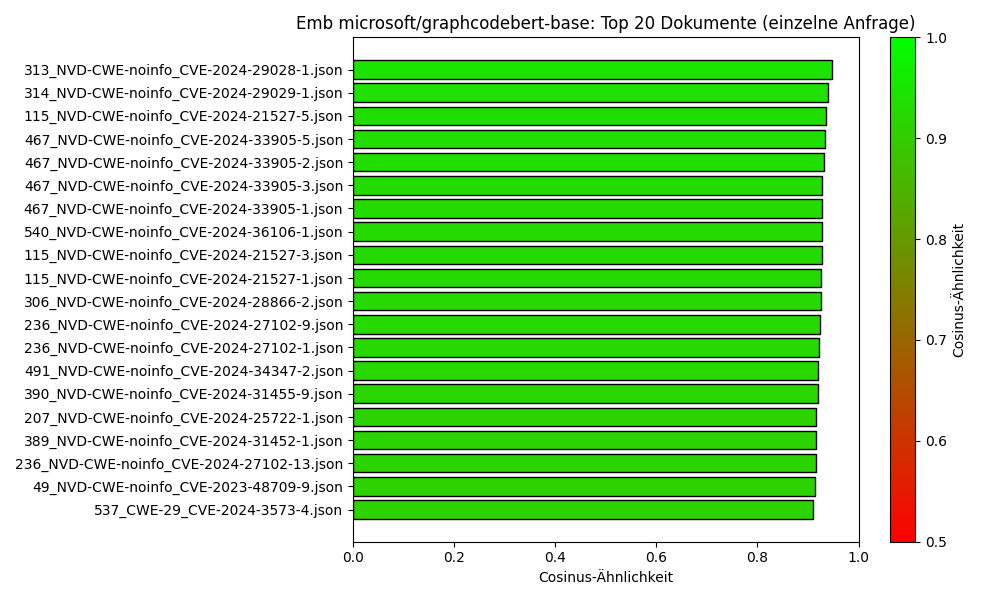 Emb microsoft/graphcodebert-base: Top 20 Dokumente (einzelne Anfrage)
313_NVD-CWE-noinfo_CVE-2024-29028-1.json
314_NVD-CWE-noinfo_CVE-2024-29029-1.json
115_NVD-CWE-noinfo_CVE-2024-21527-5.json
467_NVD-CWE-noinfo_CVE-2024-33905-5.json
467_NVD-CWE-noinfo_CVE-2024-33905-2.json
467_NVD-CWE-noinfo_CVE-2024-33905-3.json
467_NVD-CWE-noinfo_CVE-2024-33905-1.json
540_NVD-CWE-noinfo_CVE-2024-36106-1.json
115_NVD-CWE-noinfo_CVE-2024-21527-3.json
115_NVD-CWE-noinfo_CVE-2024-21527-1.json
306_NVD-CWE-noinfo_CVE-2024-28866-2.json
236_NVD-CWE-noinfo_CVE-2024-27102-9.json
236_NVD-CWE-noinfo_CVE-2024-27102-1.json
491_NVD-CWE-noinfo_CVE-2024-34347-2.json
390_NVD-CWE-noinfo_CVE-2024-31455-9.json
207_NVD-CWE-noinfo_CVE-2024-25722-1.json
389_NVD-CWE-noinfo_CVE-2024-31452-1.json
236_NVD-CWE-noinfo_CVE-2024-27102-13.json
49_NVD-CWE-noinfo_CVE-2023-48709-9.json
537_CWE-29_CVE-2024-3573-4.json
0.0 0.2 0.4 0.6 0.8 1.0
Cosinus-Ähnlichkeit
1.0
0.9
0.8
0.7
0.6
0.5
Cosinus-Ähnlichkeit